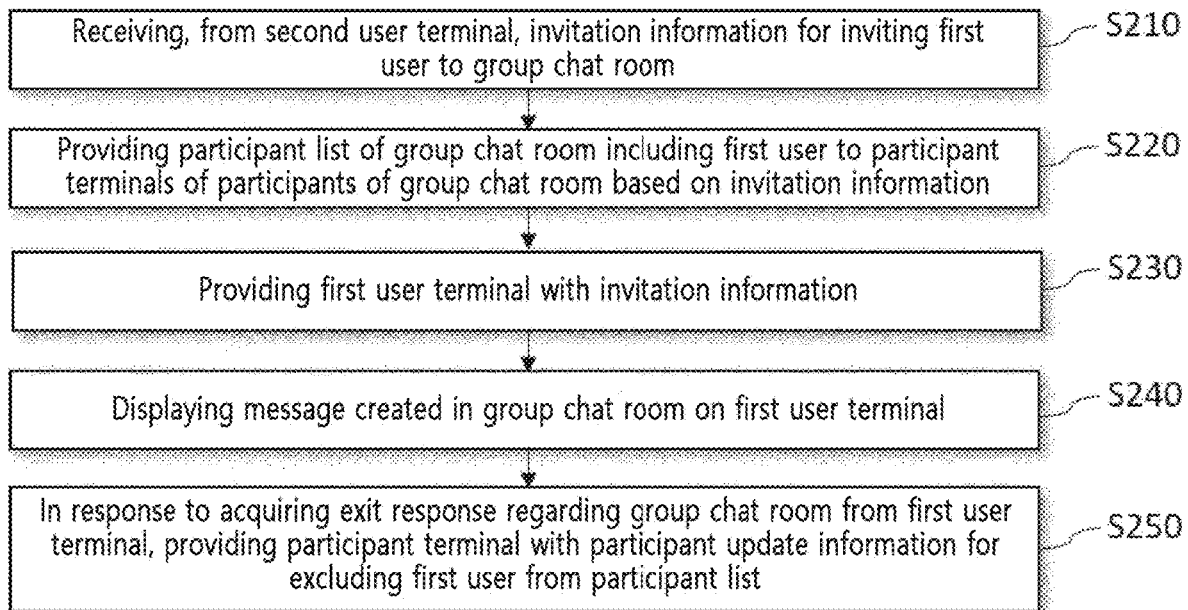 Receiving, from second user terminal, invitation information for inviting first
user to group chat room
S210
Providing participant list of group chat room including first user to participant
terminals of participants of group chat room based on invitation information
S220
Providing first user terminal with invitation information
S230
Displaying message created in group chat room on first user terminal
S240
In response to acquiring exit response regarding group chat room from first user
terminal, providing participant terminal with participant update information for
excluding first user from participant list
S250